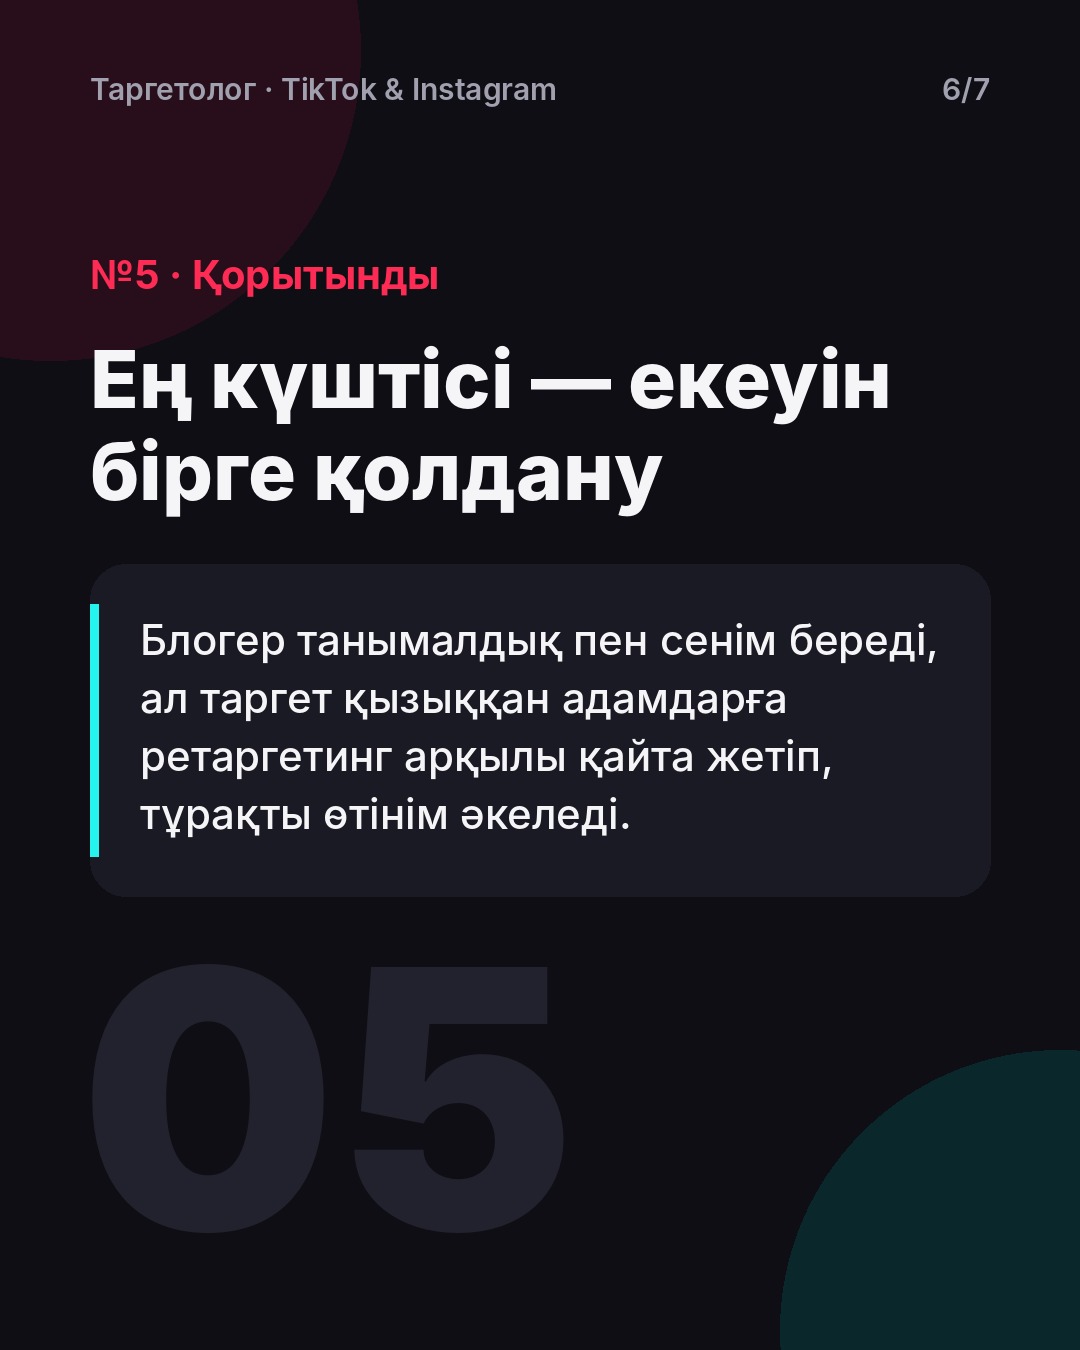 Таргетолог · TikTok & Instagram
6/7
№5 · Қорытынды
Ең күштісі — екеуін
бірге қолдану
Блогер танымалдық пен сенім береді,
ал таргет қызыққан адамдарға
ретаргетинг арқылы қайта жетіп,
тұрақты өтінім әкеледі.
05